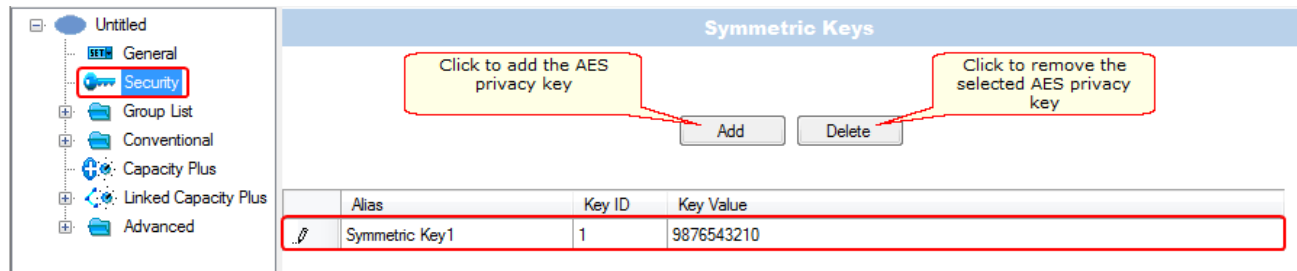 Untitled
SET General
Security
Group List
Conventional
Capacity Plus
Linked Capacity Plus
Advanced
Symmetric Keys
Click to add the AES
privacy key
Click to remove the
selected AES privacy
key
Add Delete
Alias Key ID Key Value
Symmetric Key1 1 9876543210